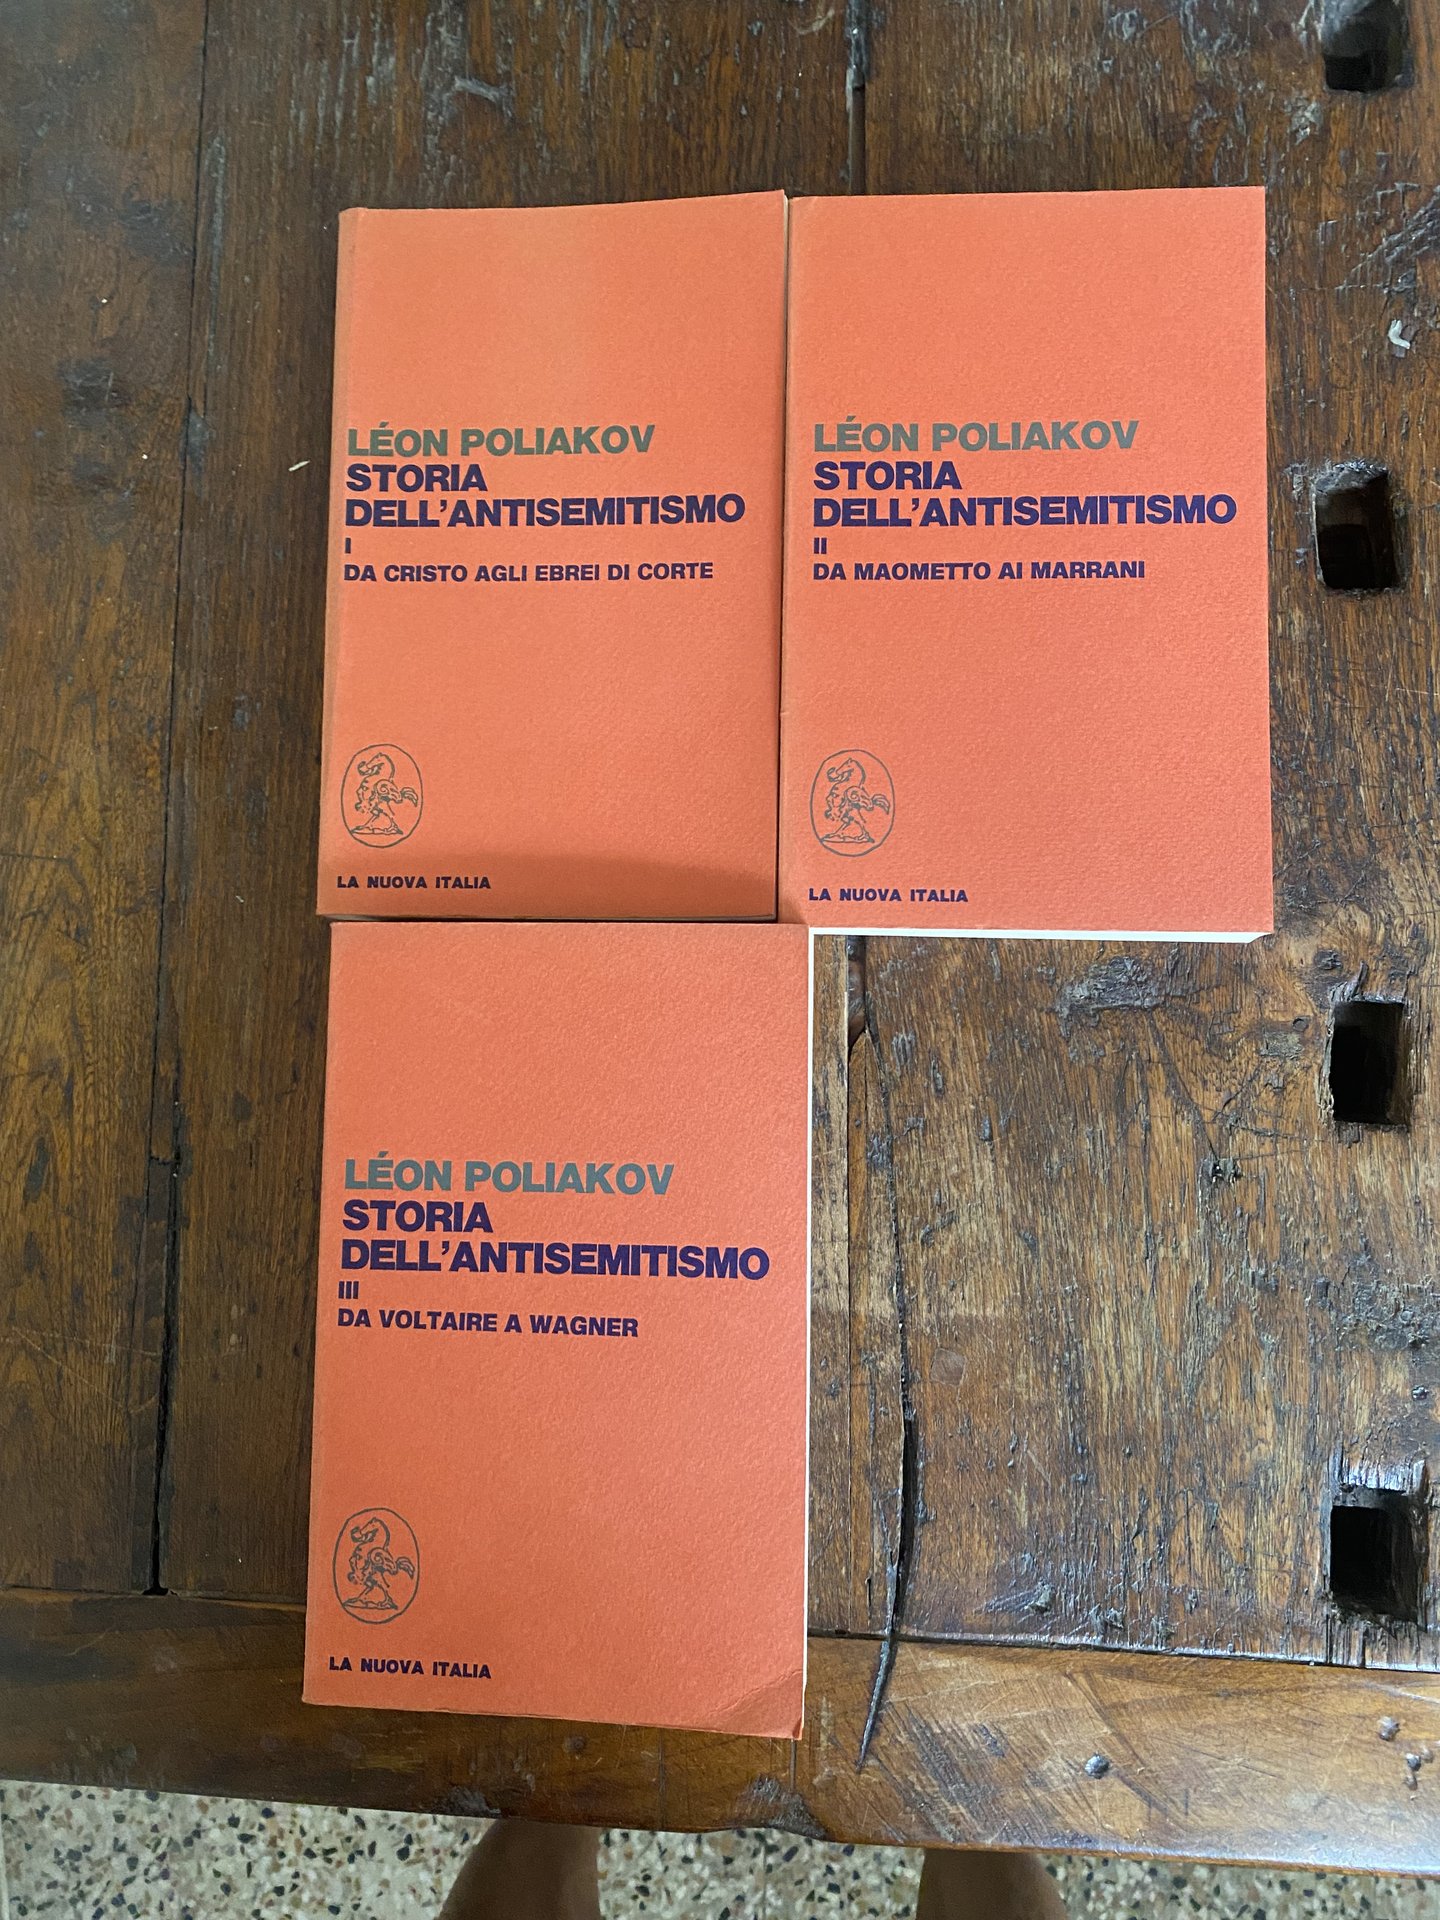 LÉON POLIAKOV
STORIA
DELL'ANTISEMITISMO
I
DA CRISTO AGLI EBREI DI CORTE
LA NUOVA ITALIA
LÉON POLIAKOV
STORIA
DELL'ANTISEMITISMO
II
DA MAOMETTO AI MARRANI
LA NUOVA ITALIA
LÉON POLIAKOV
STORIA
DELL'ANTISEMITISMO
III
DA VOLTAIRE A WAGNER
LA NUOVA ITALIA